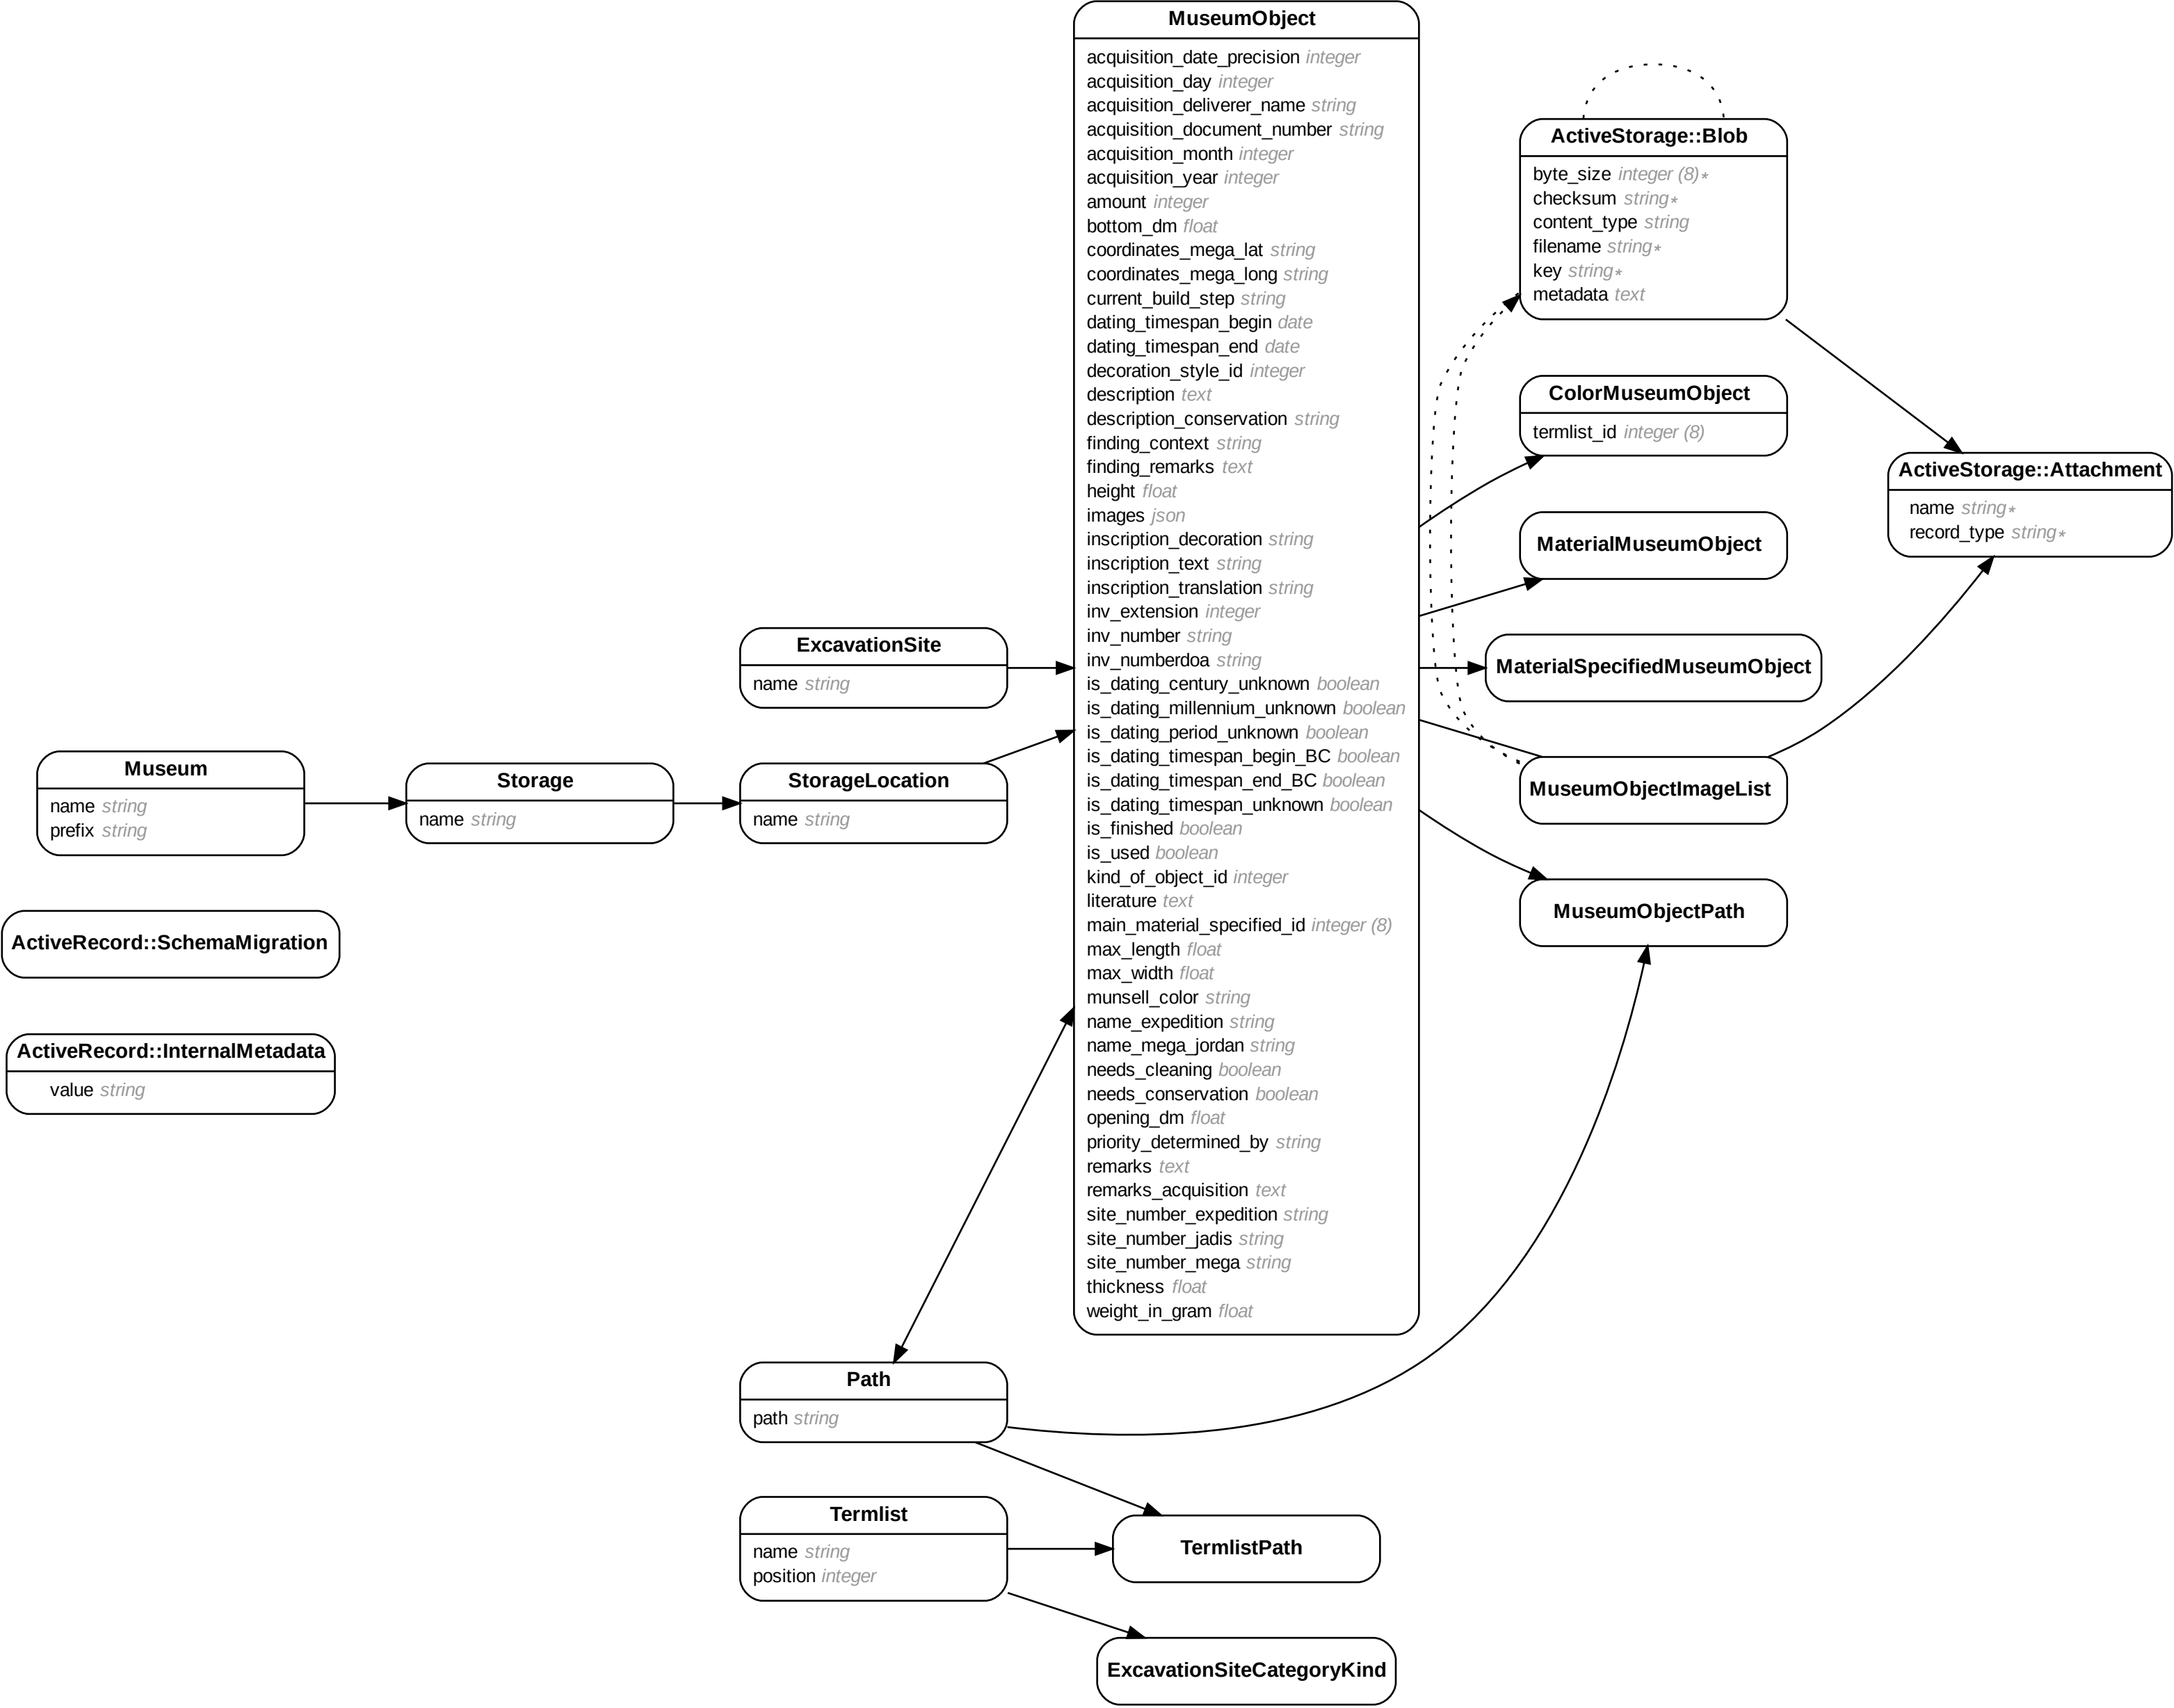 MuseumObject
acquisition_date_precision integer
acquisition_day integer
acquisition_deliverer_name string
acquisition_document_number string
acquisition_month integer
acquisition_year integer
amount integer
bottom_dm float
coordinates_mega_lat string
coordinates_mega_long string
current_build_step string
dating_timespan_begin date
dating_timespan_end date
decoration_style_id integer
description text
description_conservation string
finding_context string
finding_remarks text
height float
images json
inscription_decoration string
inscription_text string
inscription_translation string
inv_extension integer
inv_number string
inv_numberdoa string
is_dating_century_unknown boolean
is_dating_millennium_unknown boolean
is_dating_period_unknown boolean
is_dating_timespan_begin_BC boolean
is_dating_timespan_end_BC boolean
is_dating_timespan_unknown boolean
is_finished boolean
is_used boolean
kind_of_object_id integer
literature text
main_material_specified_id integer (8)
max_length float
max_width float
munsell_color string
name_expedition string
name_mega_jordan string
needs_cleaning boolean
needs_conservation boolean
opening_dm float
priority_determined_by string
remarks text
remarks_acquisition text
site_number_expedition string
site_number_jadis string
site_number_mega string
thickness float
weight_in_gram float
ActiveStorage::Blob
byte_size integer (8)*
checksum string*
content_type string
filename string*
key string*
metadata text
ColorMuseumObject
termlist_id integer (8)
ActiveStorage::Attachment
name string*
record_type string*
MaterialMuseumObject
MaterialSpecifiedMuseumObject
MuseumObjectImageList
MuseumObjectPath
ExcavationSite
name string
Museum
name string
prefix string
Storage
name string
StorageLocation
name string
ActiveRecord::SchemaMigration
ActiveRecord::InternalMetadata
value string
Path
path string
Termlist
name string
position integer
TermlistPath
ExcavationSiteCategoryKind